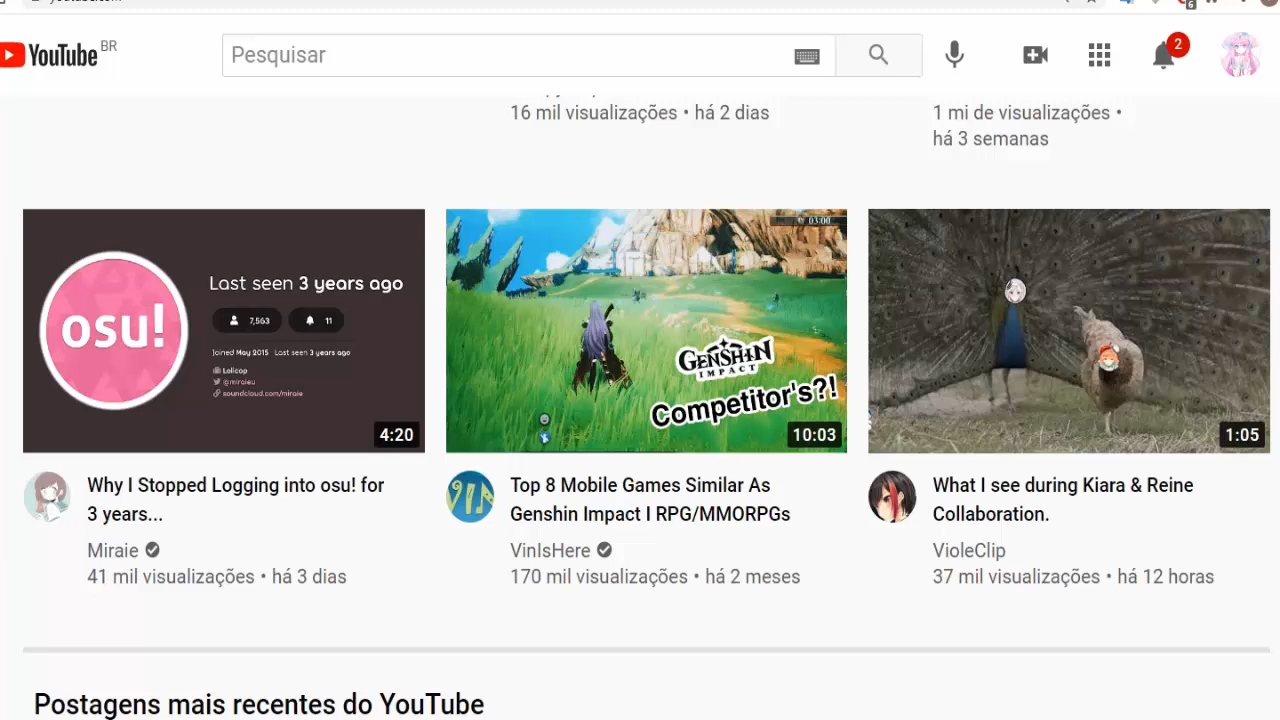 YouTube BR
Pesquisar
2
16 mil visualizações • há 2 dias
1 mi de visualizações •
há 3 semanas
osu!
Last seen 3 years ago
7,563
11
Joined May 2015 Last seen 3 years ago
Lolicop
@miraieu
soundcloud.com/miraie
4:20
03:00
GENSHIN
IMPACT
Competitor's?!
10:03
1:05
Why I Stopped Logging into osu! for
3 years...
Miraie
41 mil visualizações • há 3 dias
VIN
Top 8 Mobile Games Similar As
Genshin Impact I RPG/MMORPGs
VinIsHere
170 mil visualizações • há 2 meses
What I see during Kiara & Reine
Collaboration.
VioleClip
37 mil visualizações • há 12 horas
Postagens mais recentes do YouTube